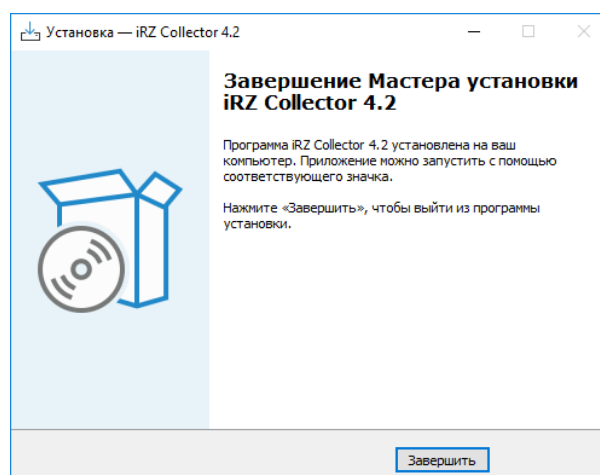 Установка — iRZ Collector 4.2
Завершение Мастера установки
iRZ Collector 4.2
Программа iRZ Collector 4.2 установлена на ваш
компьютер. Приложение можно запустить с помощью
соответствующего значка.
Нажмите «Завершить», чтобы выйти из программы
установки.
Завершить